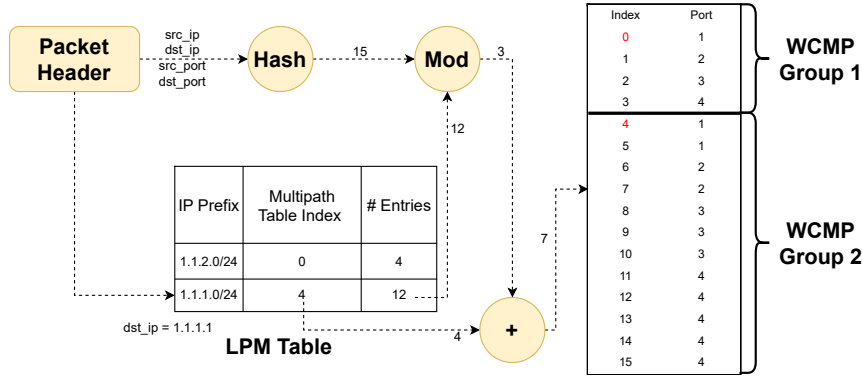 Packet
Header
src_ip
dst_ip
src_port
dst_port
Hash
15
Mod
3
12
IP Prefix
Multipath
Table Index
# Entries
1.1.2.0/24 0 4
1.1.1.0/24 4 12
dst_ip = 1.1.1.1
LPM Table
4
+
7
Index Port
0 1
1 2
2 3
3 4
4 1
5 1
6 2
7 2
8 3
9 3
10 3
11 4
12 4
13 4
14 4
15 4
WCMP
Group 1
WCMP
Group 2